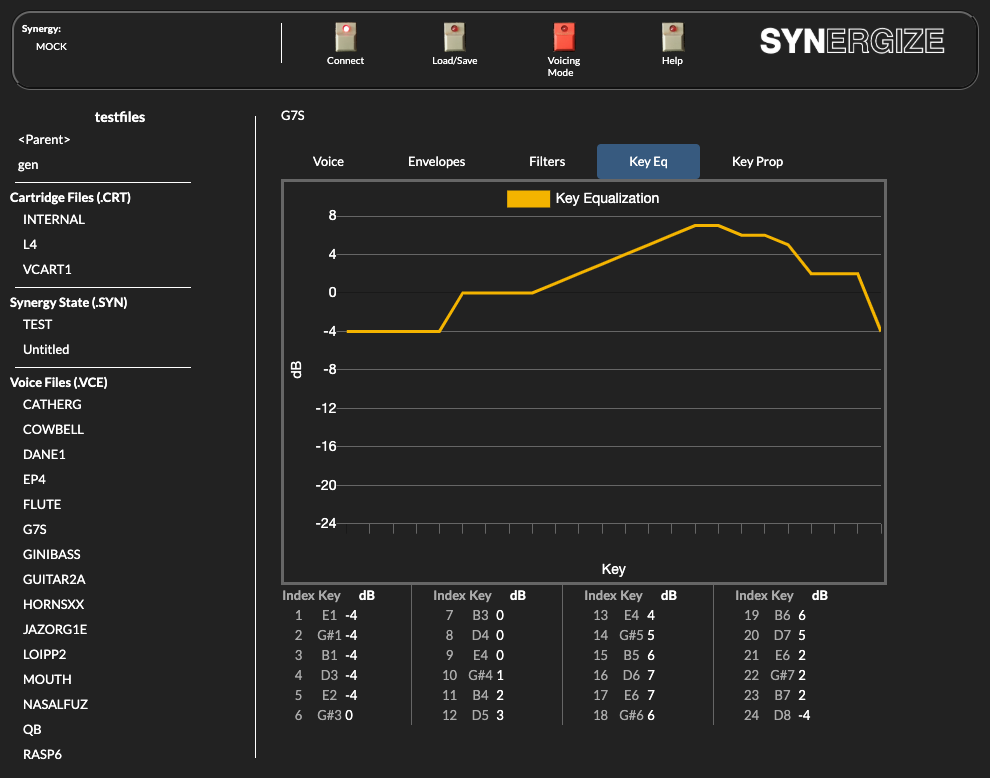 Synergy:
MOCK
Connect
Load/Save
Voicing
Mode
Help
SYNERGIZE
testfiles
<Parent>
gen
Cartridge Files (.CRT)
INTERNAL
L4
VCART1
Synergy State (.SYN)
TEST
Untitled
Voice Files (.VCE)
CATHERG
COWBELL
DANE1
EP4
FLUTE
G7S
GINIBASS
GUITAR2A
HORNSXX
JAZORG1E
LOIPP2
MOUTH
NASALFUZ
QB
RASP6
G7S
Voice Envelopes Filters Key Eq Key Prop
Key Equalization
8
4
0
-4
-8
-12
-16
-20
-24
dB
Key
Index Key dB Index Key dB Index Key dB Index Key dB
1 E1 -4 7 B3 0 13 E4 4 19 B6 6
2 G#1 -4 8 D4 0 14 G#5 5 20 D7 5
3 B1 -4 9 E4 0 15 B5 6 21 E6 2
4 D3 -4 10 G#4 1 16 D6 7 22 G#7 2
5 E2 -4 11 B4 2 17 E6 7 23 B7 2
6 G#3 0 12 D5 3 18 G#6 6 24 D8 -4